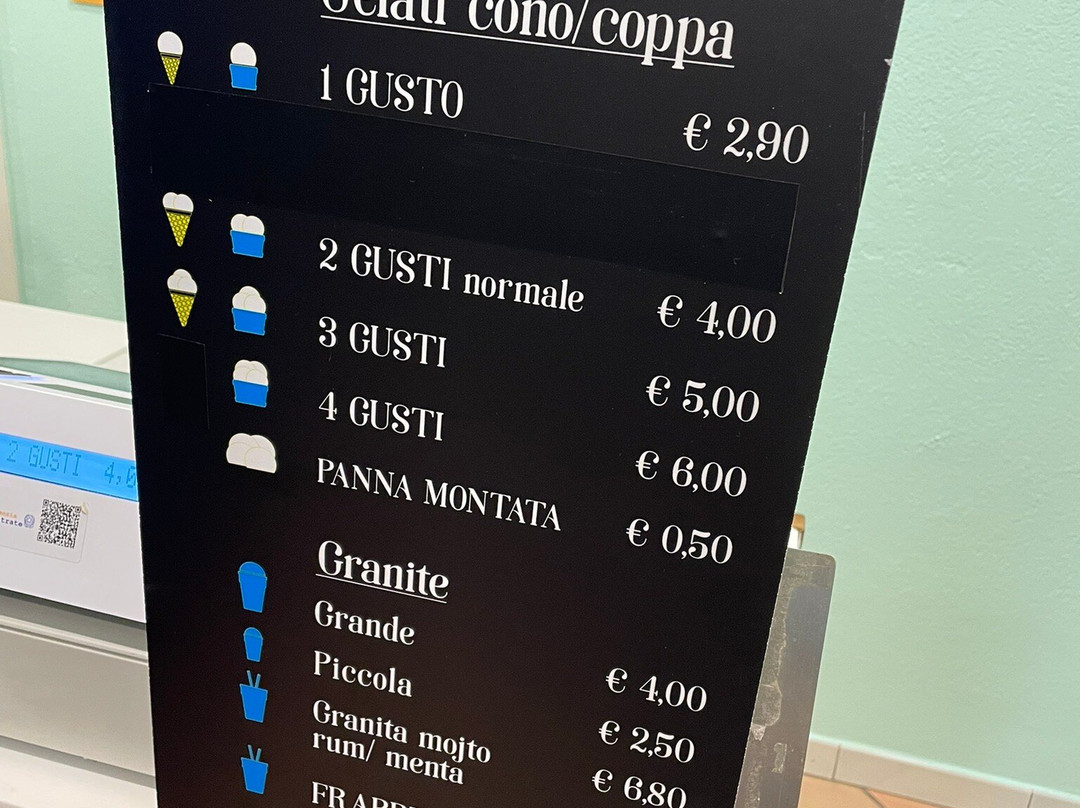 Gelati cono/coppa
1 GUSTO € 2,90
2 GUSTI normale € 4,00
3 GUSTI € 5,00
4 GUSTI € 6,00
PANNA MONTATA € 0,50
Granite
Grande € 4,00
Piccola € 2,50
Granita mojto
rum/ menta € 6,80
2 GUSTI